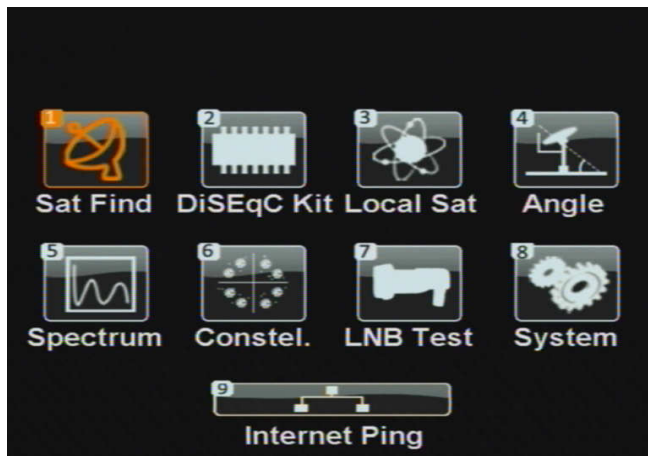 1 2 3 4
Sat Find DiSEqC Kit Local Sat Angle
5 6 7 8
Spectrum Constel. LNB Test System
9
Internet Ping